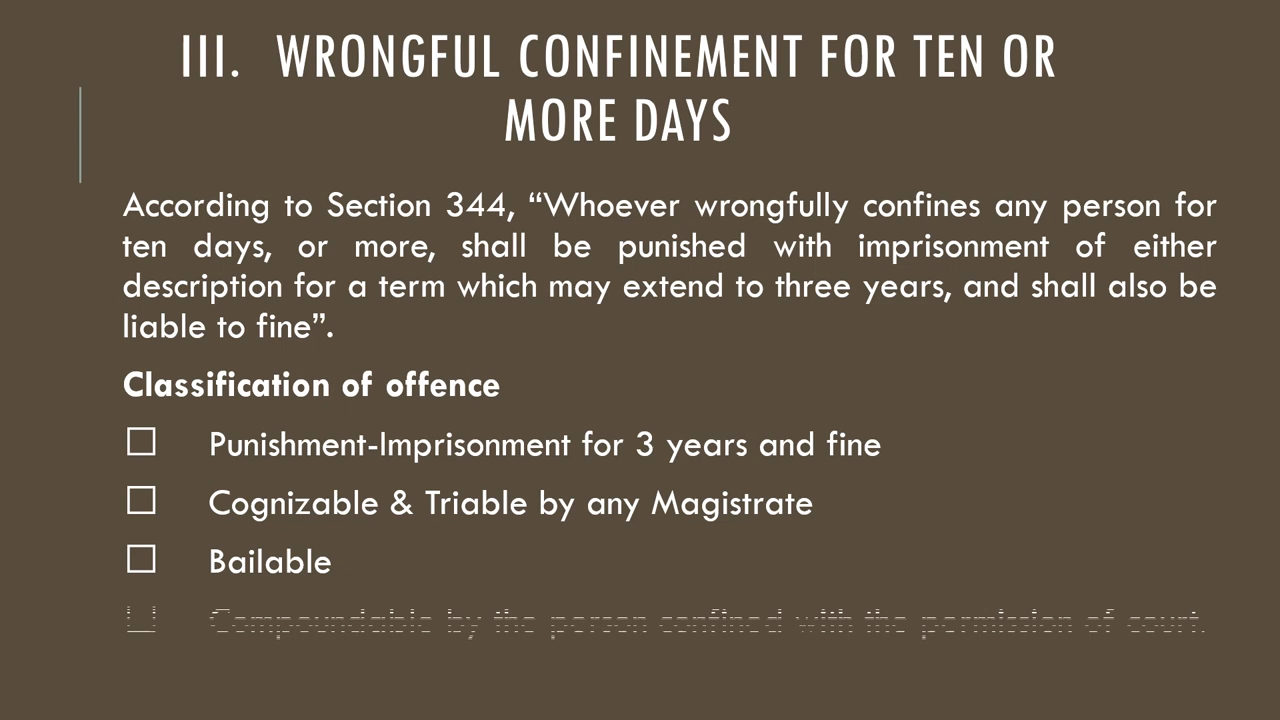 III. WRONGFUL CONFINEMENT FOR TEN OR
MORE DAYS
According to Section 344, “Whoever wrongfully confines any person for
ten days, or more, shall be punished with imprisonment of either
description for a term which may extend to three years, and shall also be
liable to fine”.
Classification of offence
☐ Punishment-Imprisonment for 3 years and fine
☐ Cognizable & Triable by any Magistrate
☐ Bailable
☐ Compoundable by the person confined with the permission of court.